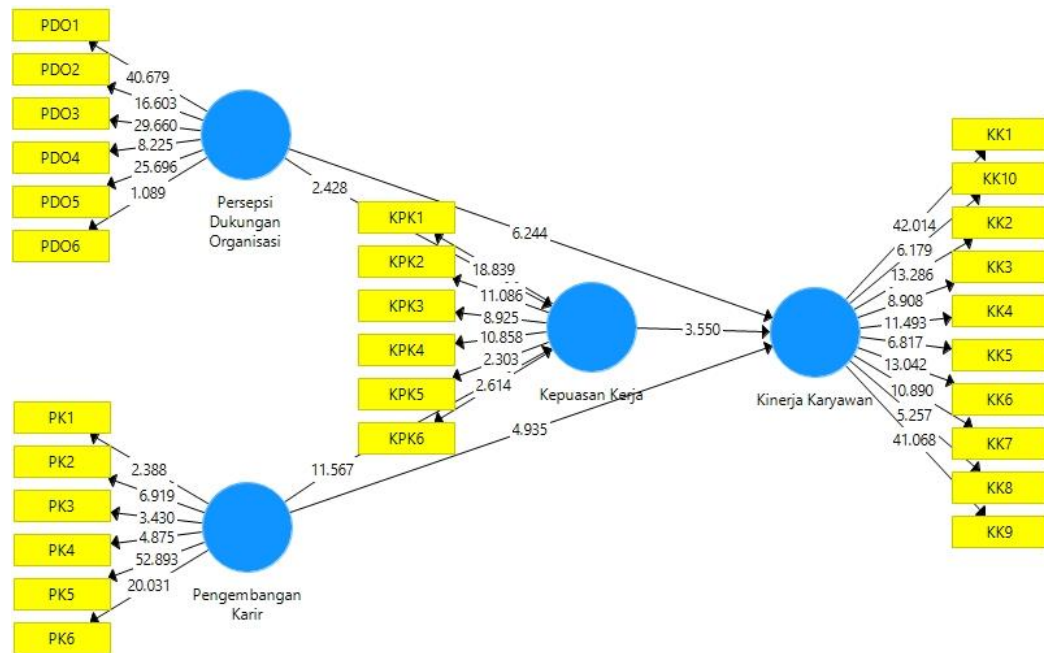 PDO1
PDO2
PDO3
PDO4
PDO5
PDO6
40.679
16.603
29.660
8.225
25.696
1.089
Persepsi
Dukungan
Organisasi
2.428
6.244
KPK1
KPK2
KPK3
KPK4
KPK5
KPK6
18.839
11.086
8.925
10.858
2.303
2.614
Kepuasan Kerja
3.550
PK1
PK2
PK3
PK4
PK5
PK6
2.388
6.919
3.430
4.875
52.893
20.031
Pengembangan
Karir
11.567
4.935
Kinerja Karyawan
42.014
6.179
13.286
8.908
11.493
6.817
13.042
10.890
5.257
41.068
KK1
KK10
KK2
KK3
KK4
KK5
KK6
KK7
KK8
KK9